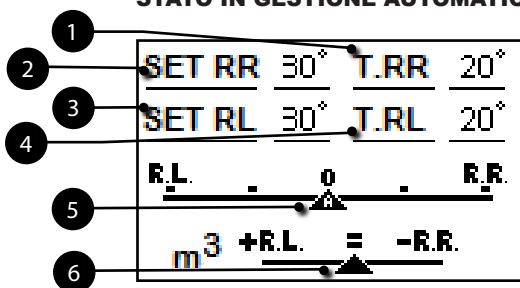 STATO IN GESTIONE AUTOMATIC
1
2 SET RR 30° T.RR 20°
3 SET RL 30° T.RL 20°
4
R.L. 0 R.R.
5
m³ +R.L. = -R.R.
6